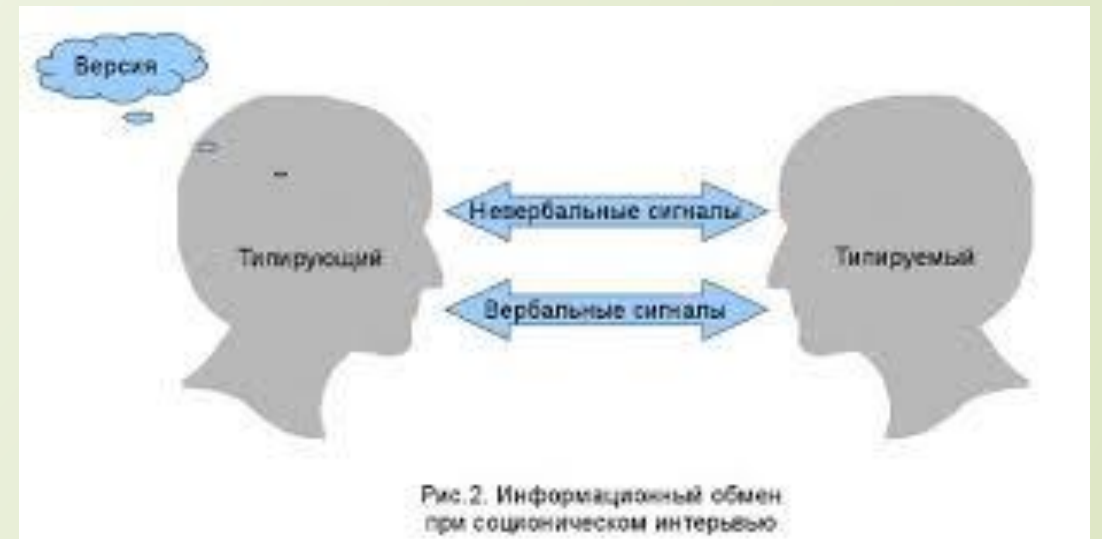 Версия
Невербальные сигналы
Типирующий
Типируемый
Вербальные сигналы
Рис.2. Информационный обмен
при соционическом интервью